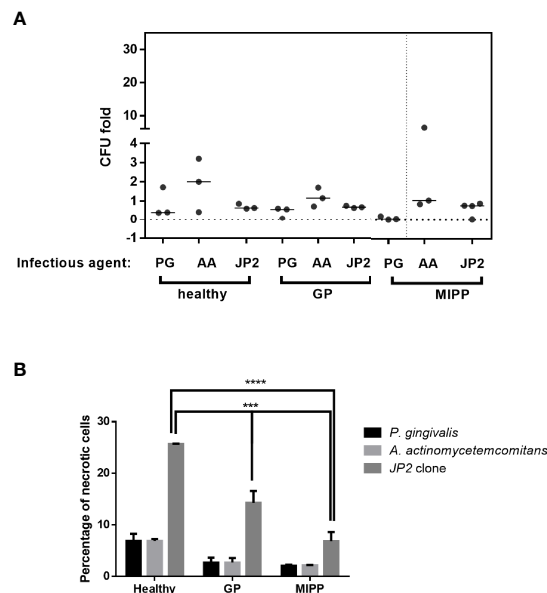 A
CFU fold
30
20
10
4
3
2
1
0
-1
Infectious agent: PG AA JP2 PG AA JP2 PG AA JP2
healthy GP MIPP
B
****
***
Percentage of necrotic cells
30
20
10
0
Healthy GP MIPP
P. gingivalis
A. actinomycetemcomitans
JP2 clone